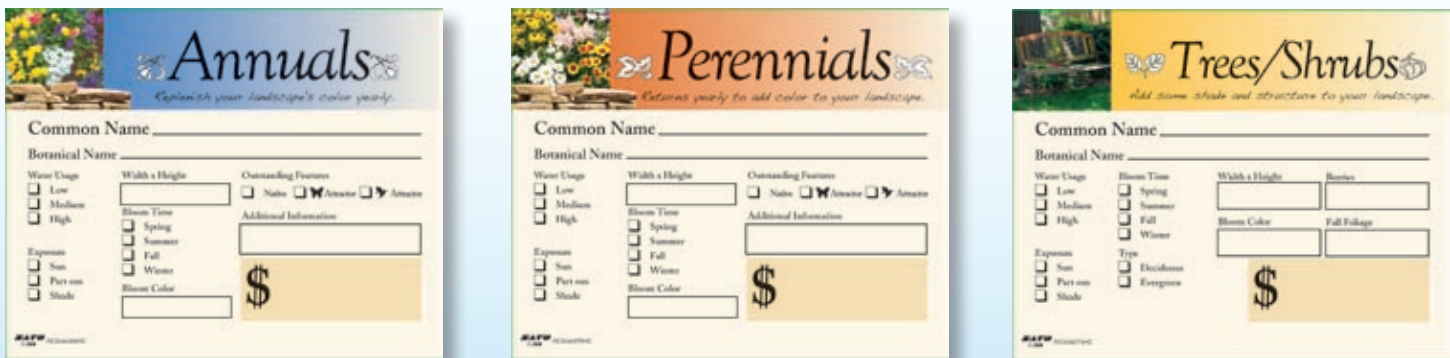 Annuals
Replenish your landscape's color yearly.
Common Name
Botanical Name
Water Usage
Low
Medium
High
Exposure
Sun
Part sun
Shade
Width x Height
Bloom Time
Spring
Summer
Fall
Winter
Bloom Color
Outstanding Features
Native Attractor Attractor
Additional Information
$
SATO
Perennials
Returns yearly to add color to your landscape.
Common Name
Botanical Name
Water Usage
Low
Medium
High
Exposure
Sun
Part sun
Shade
Width x Height
Bloom Time
Spring
Summer
Fall
Winter
Bloom Color
Outstanding Features
Native Attractor Attractor
Additional Information
$
SATO
Trees/Shrubs
Add some shade and structure to your landscape.
Common Name
Botanical Name
Water Usage
Low
Medium
High
Exposure
Sun
Part sun
Shade
Bloom Time
Spring
Summer
Fall
Winter
Type
Deciduous
Evergreen
Width x Height
Berries
Bloom Color
Fall Foliage
$
SATO